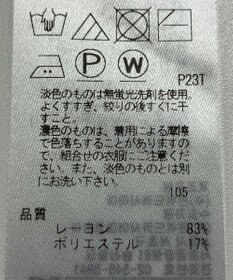 P
W
P23T
淡色のものは無蛍光洗剤を使用。
よくすすぎ、絞りの後すぐに干
すこと。
濃色のものは、着用による摩擦
で色落ちすることがありますの
で、組合せの衣服にご注意くだ
さい。また、淡色のものとは別
にお洗いください。
105
品質
レーヨン 83%
ポリエステル 17%